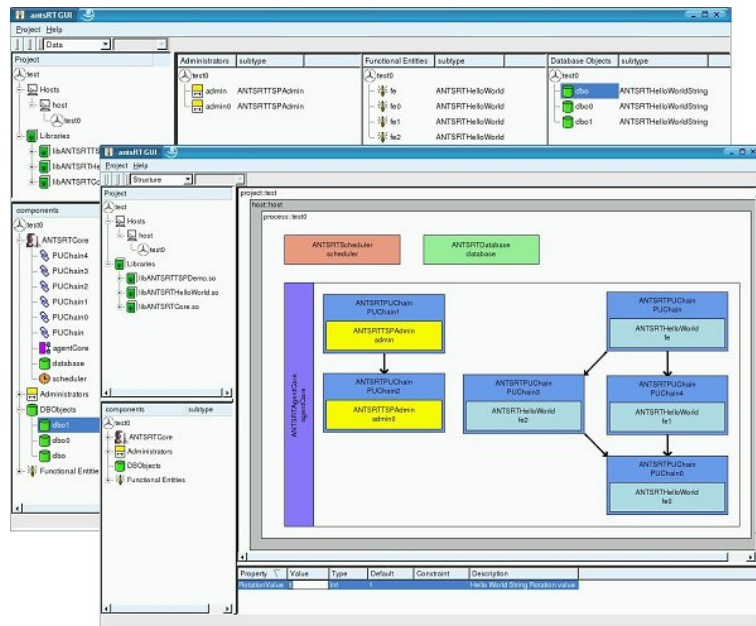 antsRT GUI
Project Help
Data
Project
test
Hosts
host
test0
Libraries
libANTSRTTS
libANTSRTHe
libANTSRTCo
Administrators subtype
test0
admin ANTSRTTSPAdmin
admin0 ANTSRTTSPAdmin
Functional Entities subtype
test0
fe ANTSRTHelloWorld
fe0 ANTSRTHelloWorld
fe1 ANTSRTHelloWorld
fe2 ANTSRTHelloWorld
Database Objects subtype
test0
dbo ANTSRTHelloWorldString
dbo0 ANTSRTHelloWorldString
dbo1 ANTSRTHelloWorldString
components
test0
ANTSRTCore
PUChain4
PUChain3
PUChain2
PUChain1
PUChain0
PUChain
agentCore
database
scheduler
Administrators
DBObjects
dbo1
dbo0
dbo
Functional Entities
antsRT GUI
Project Help
Structure
Project
test
Hosts
host
test0
Libraries
libANTSRTTSPDemo.so
libANTSRTHelloWorld.so
libANTSRTCore.so
components subtype
test0
ANTSRTCore
Administrators
DBObjects
Functional Entities
project::test
host::host
process::test0
ANTSRTScheduler
scheduler
ANTSRTDatabase
database
ANTSRTAgentCore
agentCore
ANTSRTPUChain
PUChain1
ANTSRTTSPAdmin
admin
ANTSRTPUChain
PUChain2
ANTSRTTSPAdmin
admin0
ANTSRTPUChain
PUChain
ANTSRTHelloWorld
fe
ANTSRTPUChain
PUChain3
ANTSRTHelloWorld
fe2
ANTSRTPUChain
PUChain4
ANTSRTHelloWorld
fe1
ANTSRTPUChain
PUChain0
ANTSRTHelloWorld
fe0
Property Value Type Default Constraint Description
RotationValue Int 1 Hello World String Rotation value.